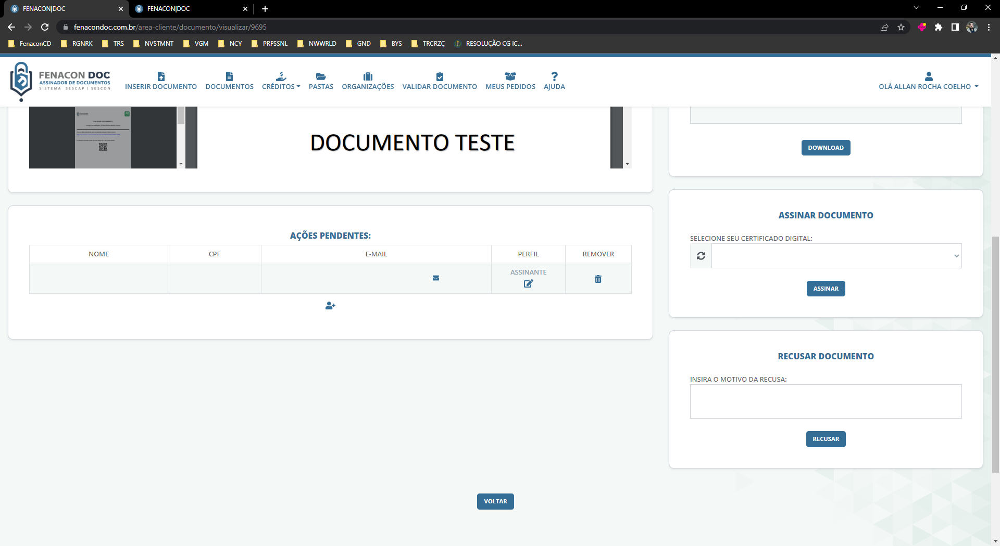 FENACON|DOC
FENACON|DOC
fenacondoc.com.br/area-cliente/documento/visualizar/9695
FenaconCD
RGNRK
TRS
NVSTMNT
VGM
NCY
PRFSSNL
NWWRLD
GND
BYS
TRCRZÇ
RESOLUÇÃO CG IC...
FENACON DOC
ASSINADOR DE DOCUMENTOS
SISTEMA SESCAP | SESCON
INSERIR DOCUMENTO
DOCUMENTOS
CRÉDITOS
PASTAS
ORGANIZAÇÕES
VALIDAR DOCUMENTO
MEUS PEDIDOS
AJUDA
OLÁ ALLAN ROCHA COELHO
VALIDAR DOCUMENTO
DOCUMENTO TESTE
DOWNLOAD
AÇÕES PENDENTES:
NOME
CPF
E-MAIL
PERFIL
REMOVER
ASSINANTE
ASSINAR DOCUMENTO
SELECIONE SEU CERTIFICADO DIGITAL:
ASSINAR
RECUSAR DOCUMENTO
INSIRA O MOTIVO DA RECUSA:
RECUSAR
VOLTAR